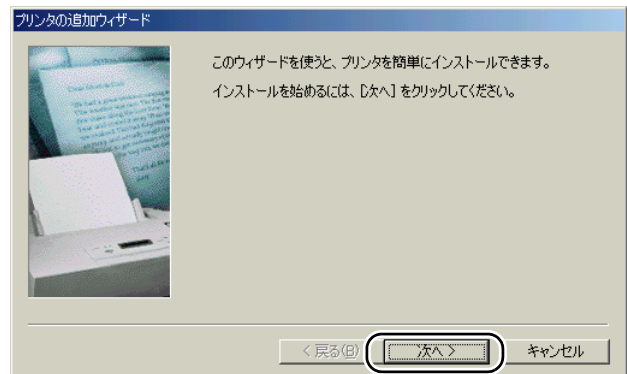 プリンタの追加ウィザード
このウィザードを使うと、プリンタを簡単にインストールできます。
インストールを始めるには、[次へ] をクリックしてください。
< 戻る(B)
次へ >
キャンセル